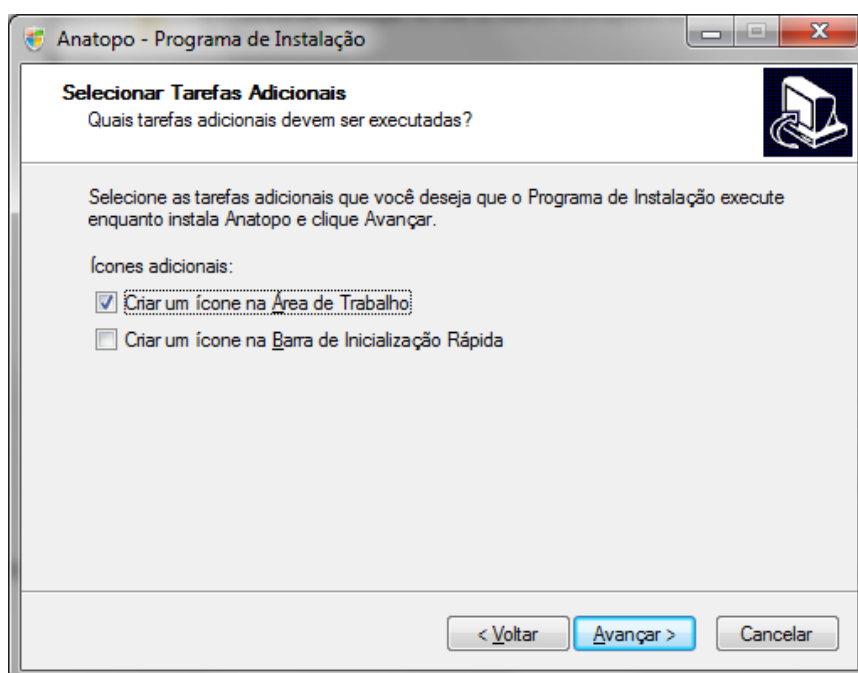 Anatopo - Programa de Instalação
Selecionar Tarefas Adicionais
Quais tarefas adicionais devem ser executadas?
Selecione as tarefas adicionais que você deseja que o Programa de Instalação execute
enquanto instala Anatopo e clique Avançar.
Ícones adicionais:
Criar um ícone na Área de Trabalho
Criar um ícone na Barra de Inicialização Rápida
< Voltar
Avançar >
Cancelar